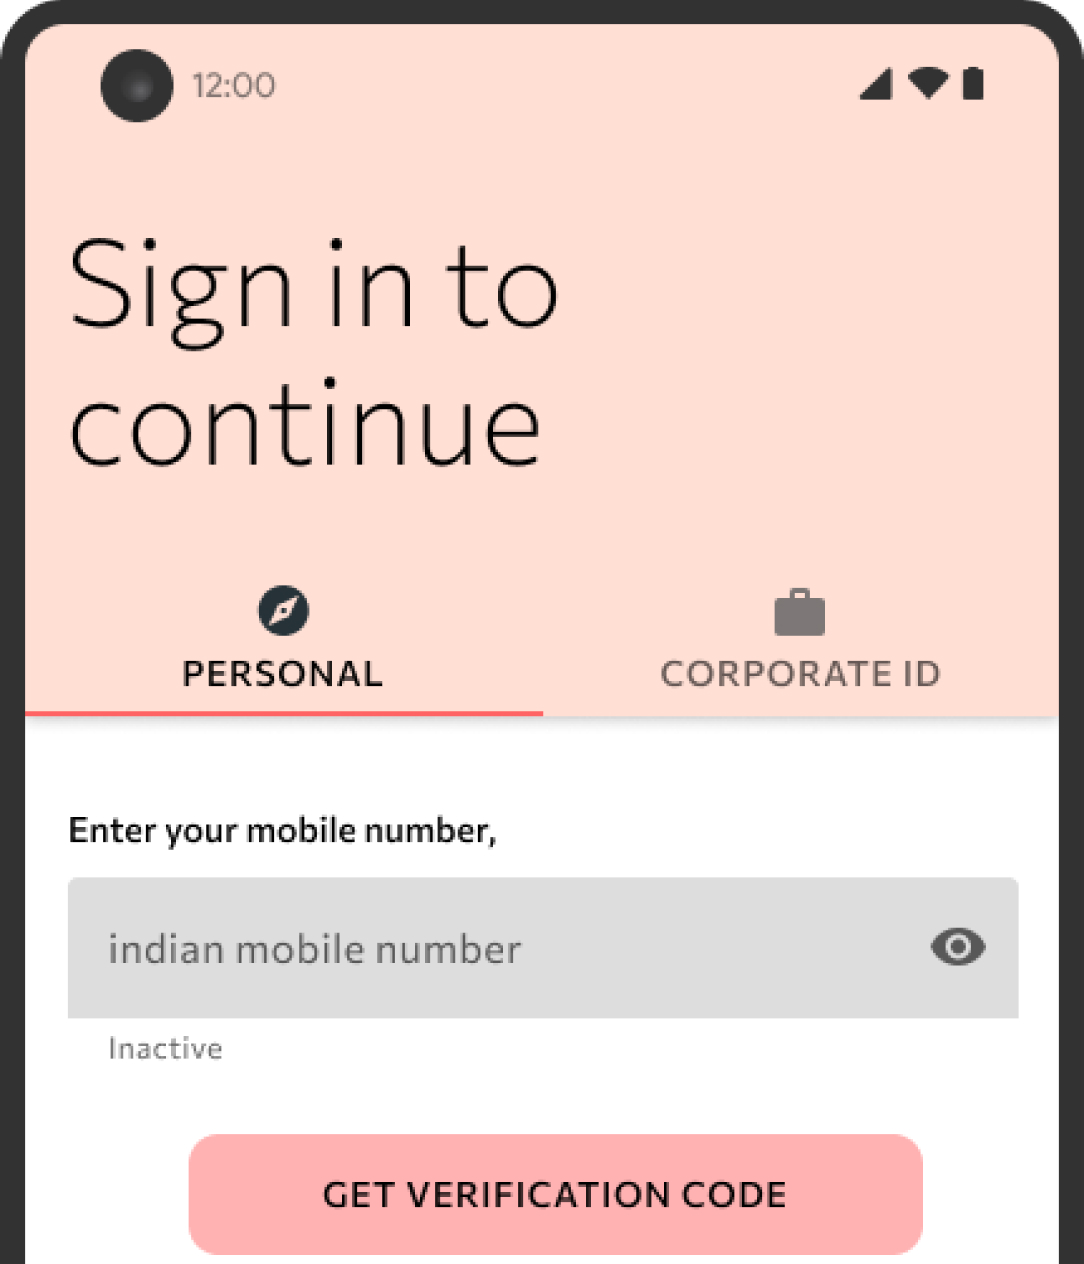 12:00
Sign in to
continue
PERSONAL
CORPORATE ID
Enter your mobile number,
indian mobile number
Inactive
GET VERIFICATION CODE